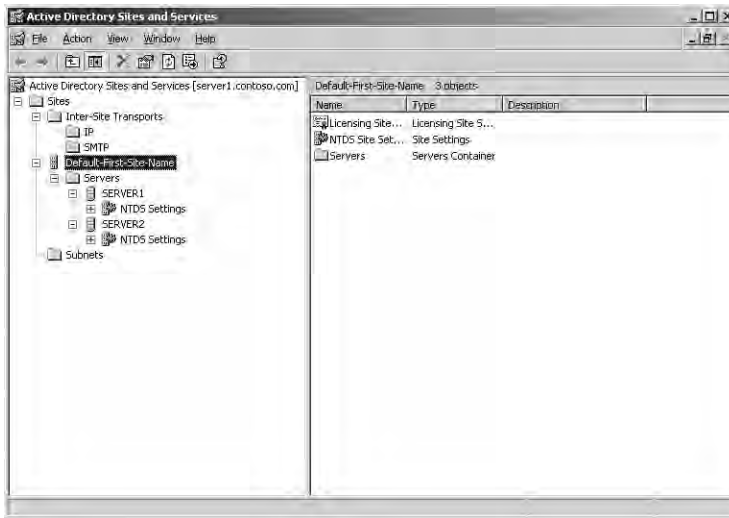 Active Directory Sites and Services
File Action View Window Help
Active Directory Sites and Services [server1.contoso.com]
Sites
Inter-Site Transports
IP
SMTP
Default-First-Site-Name
Servers
SERVER1
NTDS Settings
SERVER2
NTDS Settings
Subnets
Default-First-Site-Name 3 objects
Name Type Description
Licensing Site... Licensing Site S...
NTDS Site Set... Site Settings
Servers Servers Container